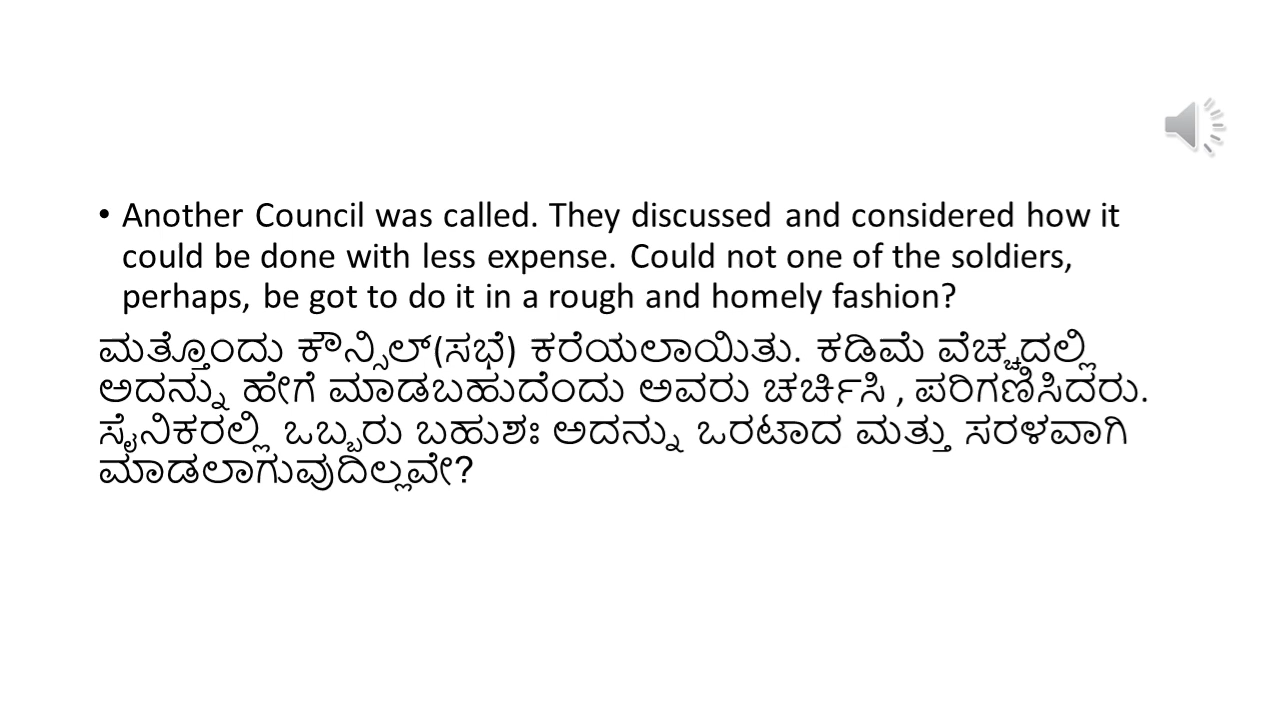 • Another Council was called. They discussed and considered how it
could be done with less expense. Could not one of the soldiers,
perhaps, be got to do it in a rough and homely fashion?
ಮತ್ತೊಂದು ಕೌನ್ಸಿಲ್(ಸಭೆ) ಕರೆಯಲಾಯಿತು. ಕಡಿಮೆ ವೆಚ್ಚದಲ್ಲಿ
ಅದನ್ನು ಹೇಗೆ ಮಾಡಬಹುದೆಂದು ಅವರು ಚರ್ಚಿಸಿ , ಪರಿಗಣಿಸಿದರು.
ಸೈನಿಕರಲ್ಲಿ ಒಬ್ಬರು ಬಹುಶಃ ಅದನ್ನು ಒರಟಾದ ಮತ್ತು ಸರಳವಾಗಿ
ಮಾಡಲಾಗುವುದಿಲ್ಲವೇ?